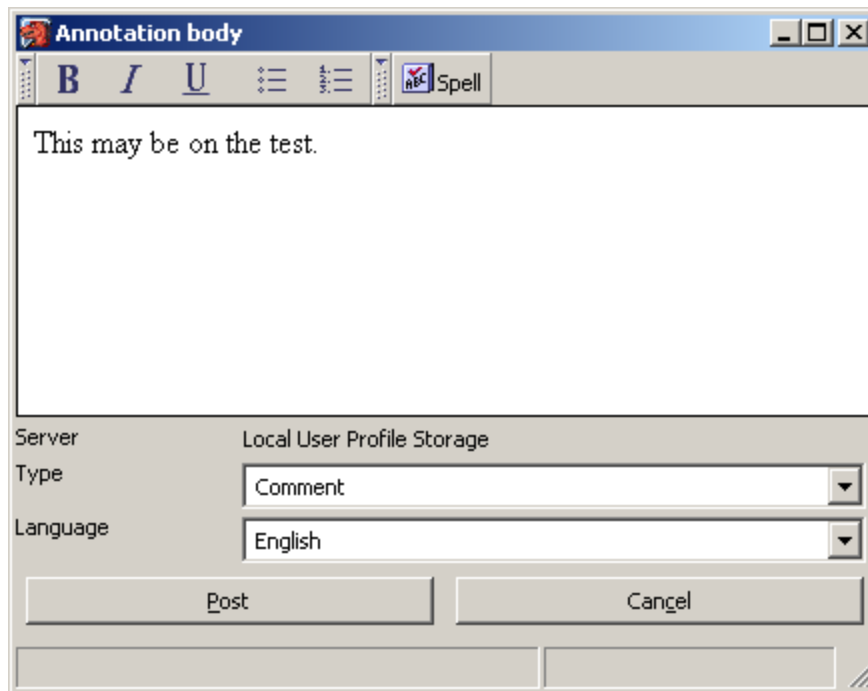 Annotation body
B I U Spell
This may be on the test.
Server Local User Profile Storage
Type Comment
Language English
Post Cancel